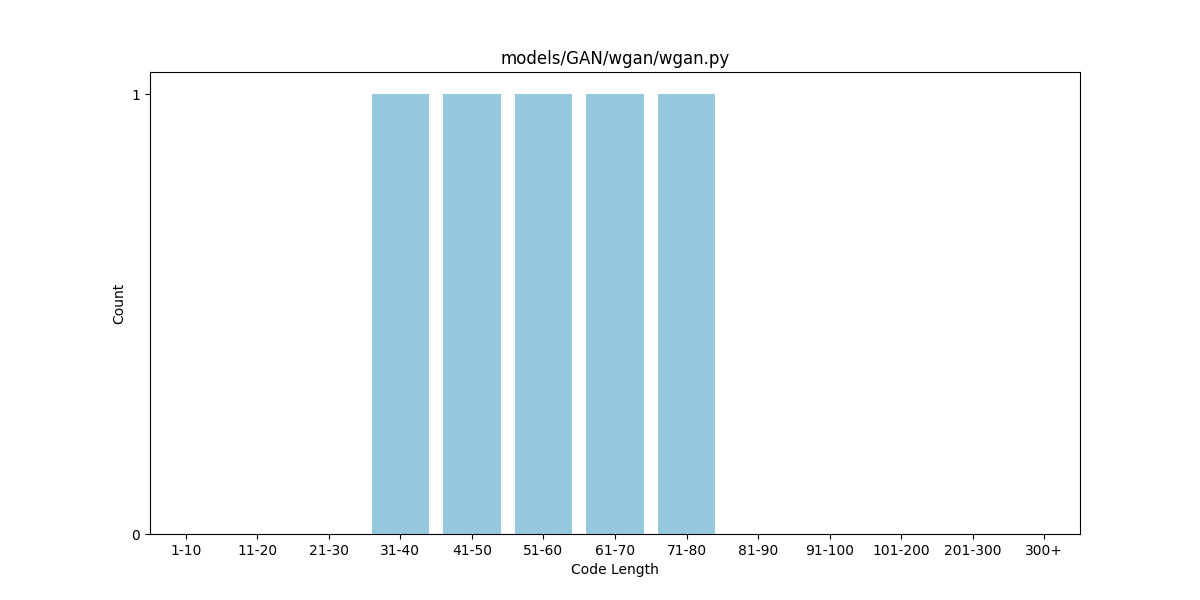 models/GAN/wgan/wgan.py
1
0
Count
1-10 11-20 21-30 31-40 41-50 51-60 61-70 71-80 81-90 91-100 101-200 201-300 300+
Code Length